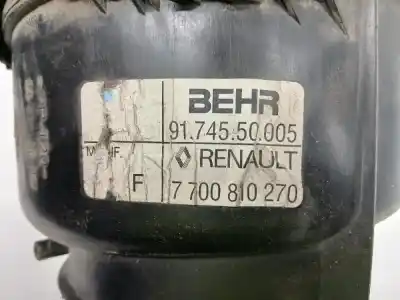 BEHR
91.745.50.005
RENAULT
F 7 700 810 270